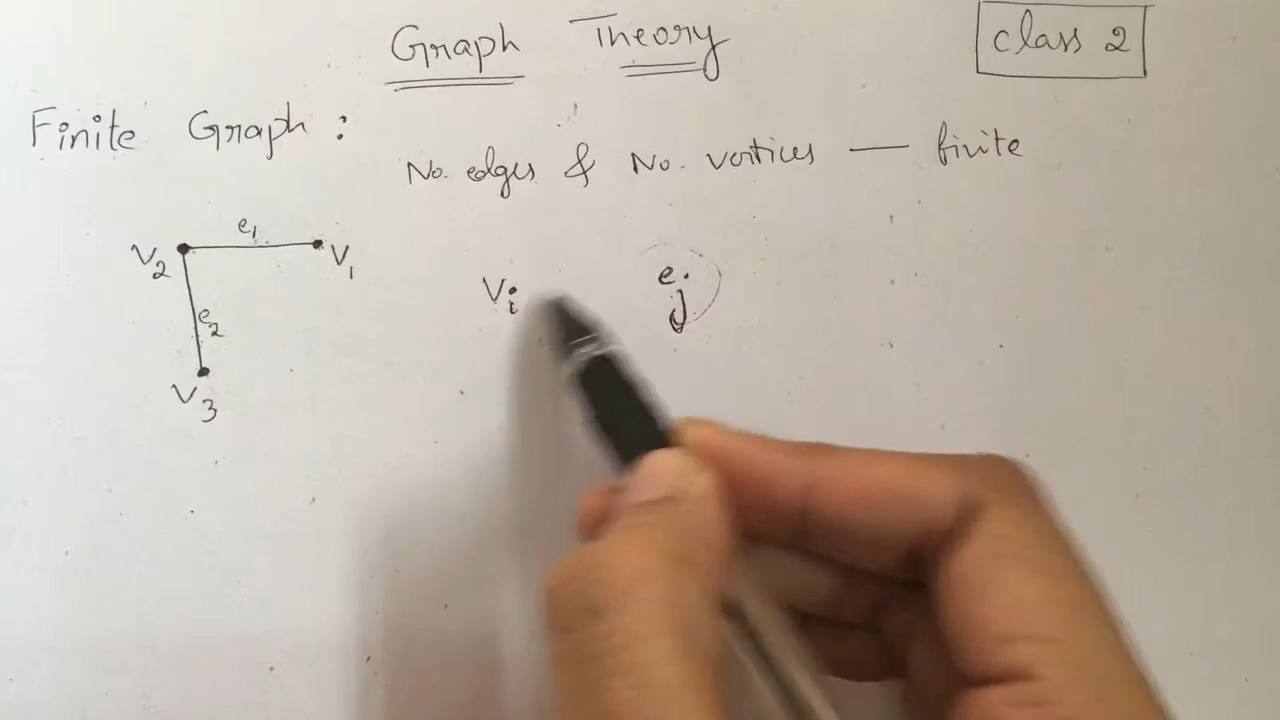 Graph Theory
class 2
Finite Graph :
No. edges & No. vertices — finite
e1
V2
V1
Vi
ej
e2
V3